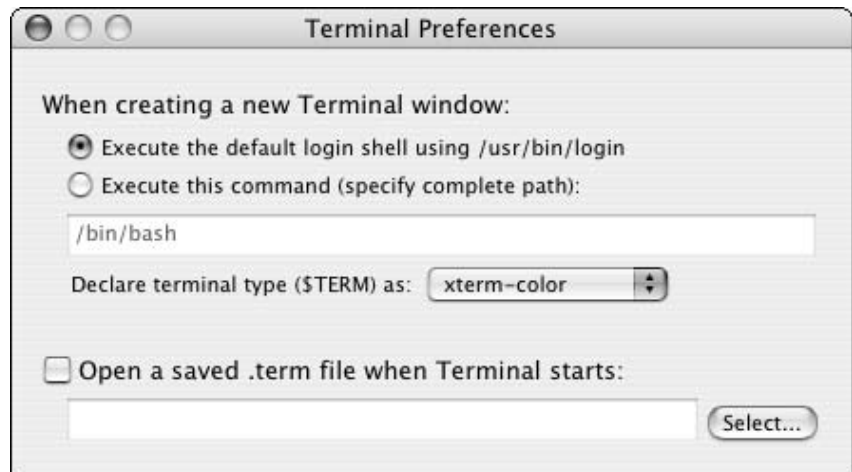 Terminal Preferences
When creating a new Terminal window:
Execute the default login shell using /usr/bin/login
Execute this command (specify complete path):
/bin/bash
Declare terminal type ($TERM) as: xterm-color
Open a saved .term file when Terminal starts:
Select...